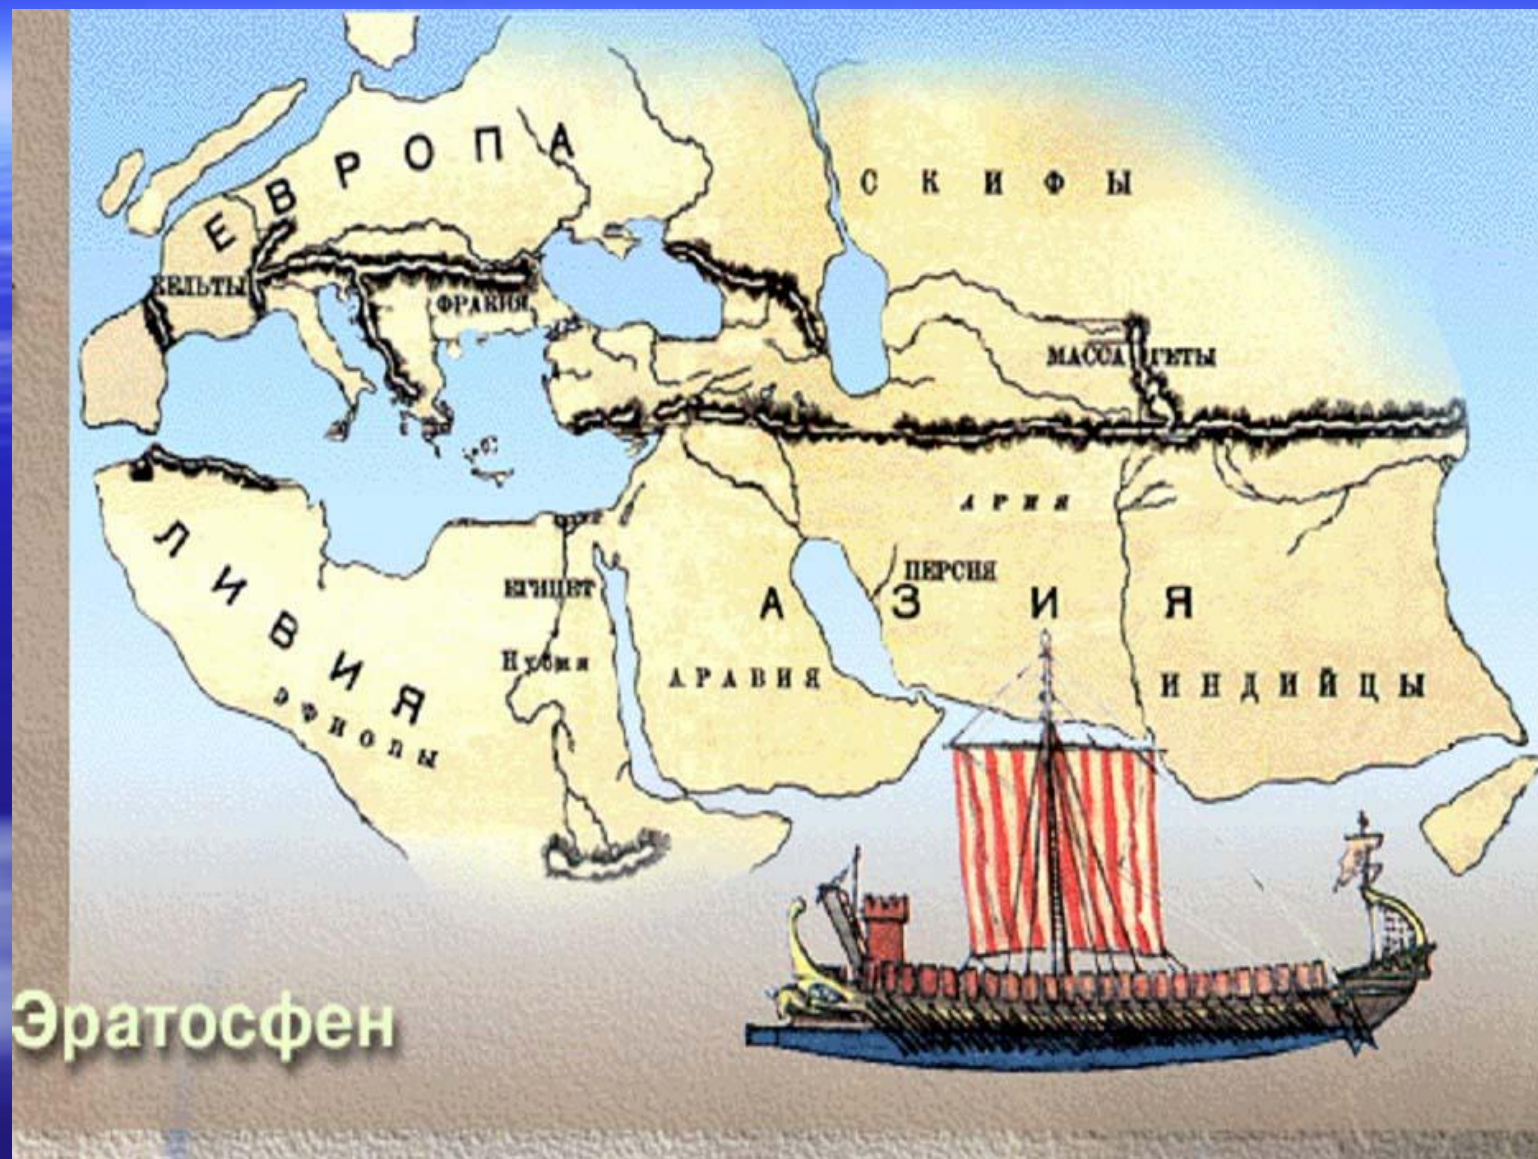 ЕВРОПА
СКИФЫ
КЕЛЬТЫ
ФРАКИЯ
МАССАГЕТЫ
АРИЯ
ЛИВИЯ
ЕГИПЕТ
ПЕРСИЯ
АЗИЯ
Нубия
АРАВИЯ
ИНДИЙЦЫ
ЭФИОПЫ
Эратосфен